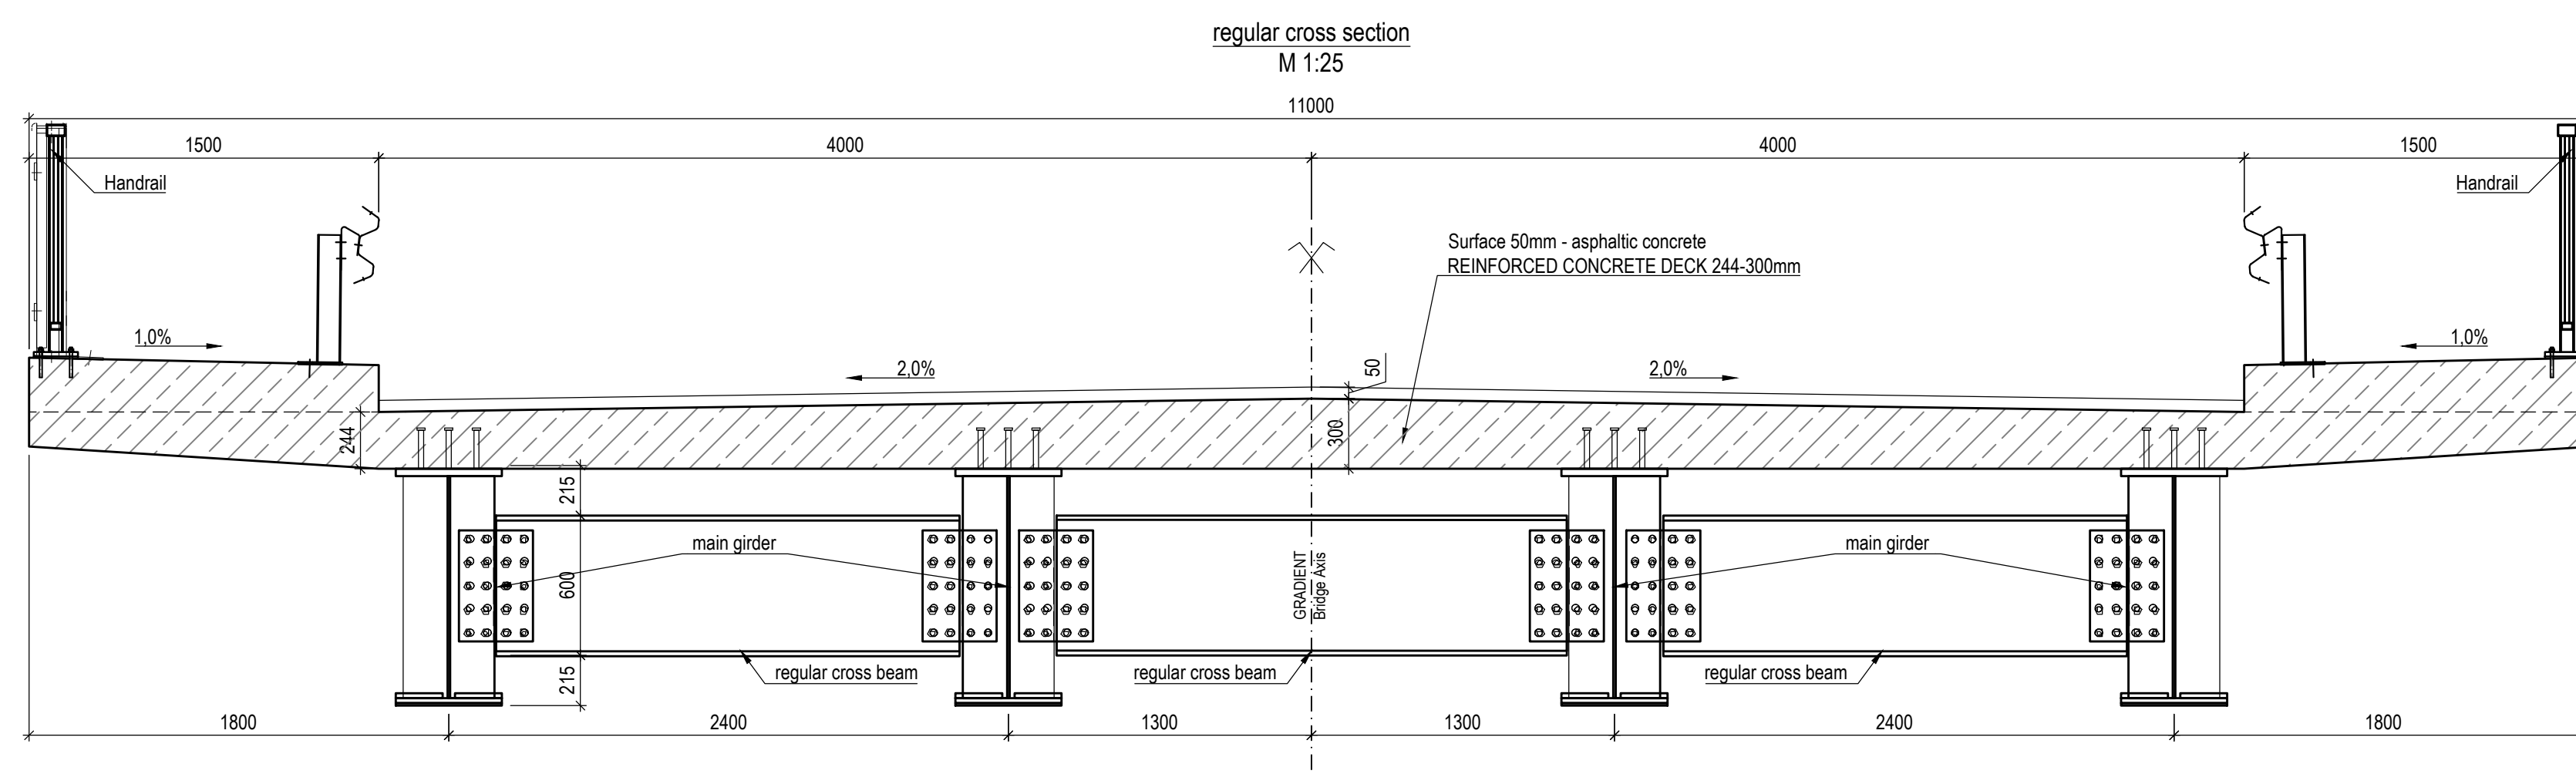 regular cross section
M 1:25
11000
1500
4000
4000
1500
Handrail
Handrail
Surface 50mm - asphaltic concrete
REINFORCED CONCRETE DECK 244-300mm
1,0%
1,0%
2,0%
50
2,0%
244
300
215
main girder
main girder
600
GRADIENT
Bridge Axis
215
regular cross beam
regular cross beam
regular cross beam
1800
2400
1300
1300
2400
1800